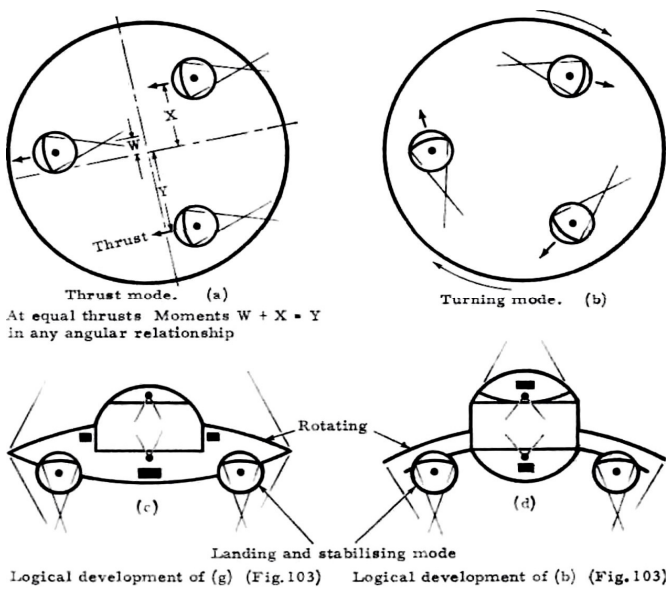 X
W
Y
Thrust
Thrust mode. (a)
At equal thrusts Moments W + X = Y
in any angular relationship
Turning mode. (b)
Rotating
(c)
(d)
Landing and stabilising mode
Logical development of (g) (Fig.103)
Logical development of (b) (Fig.103)